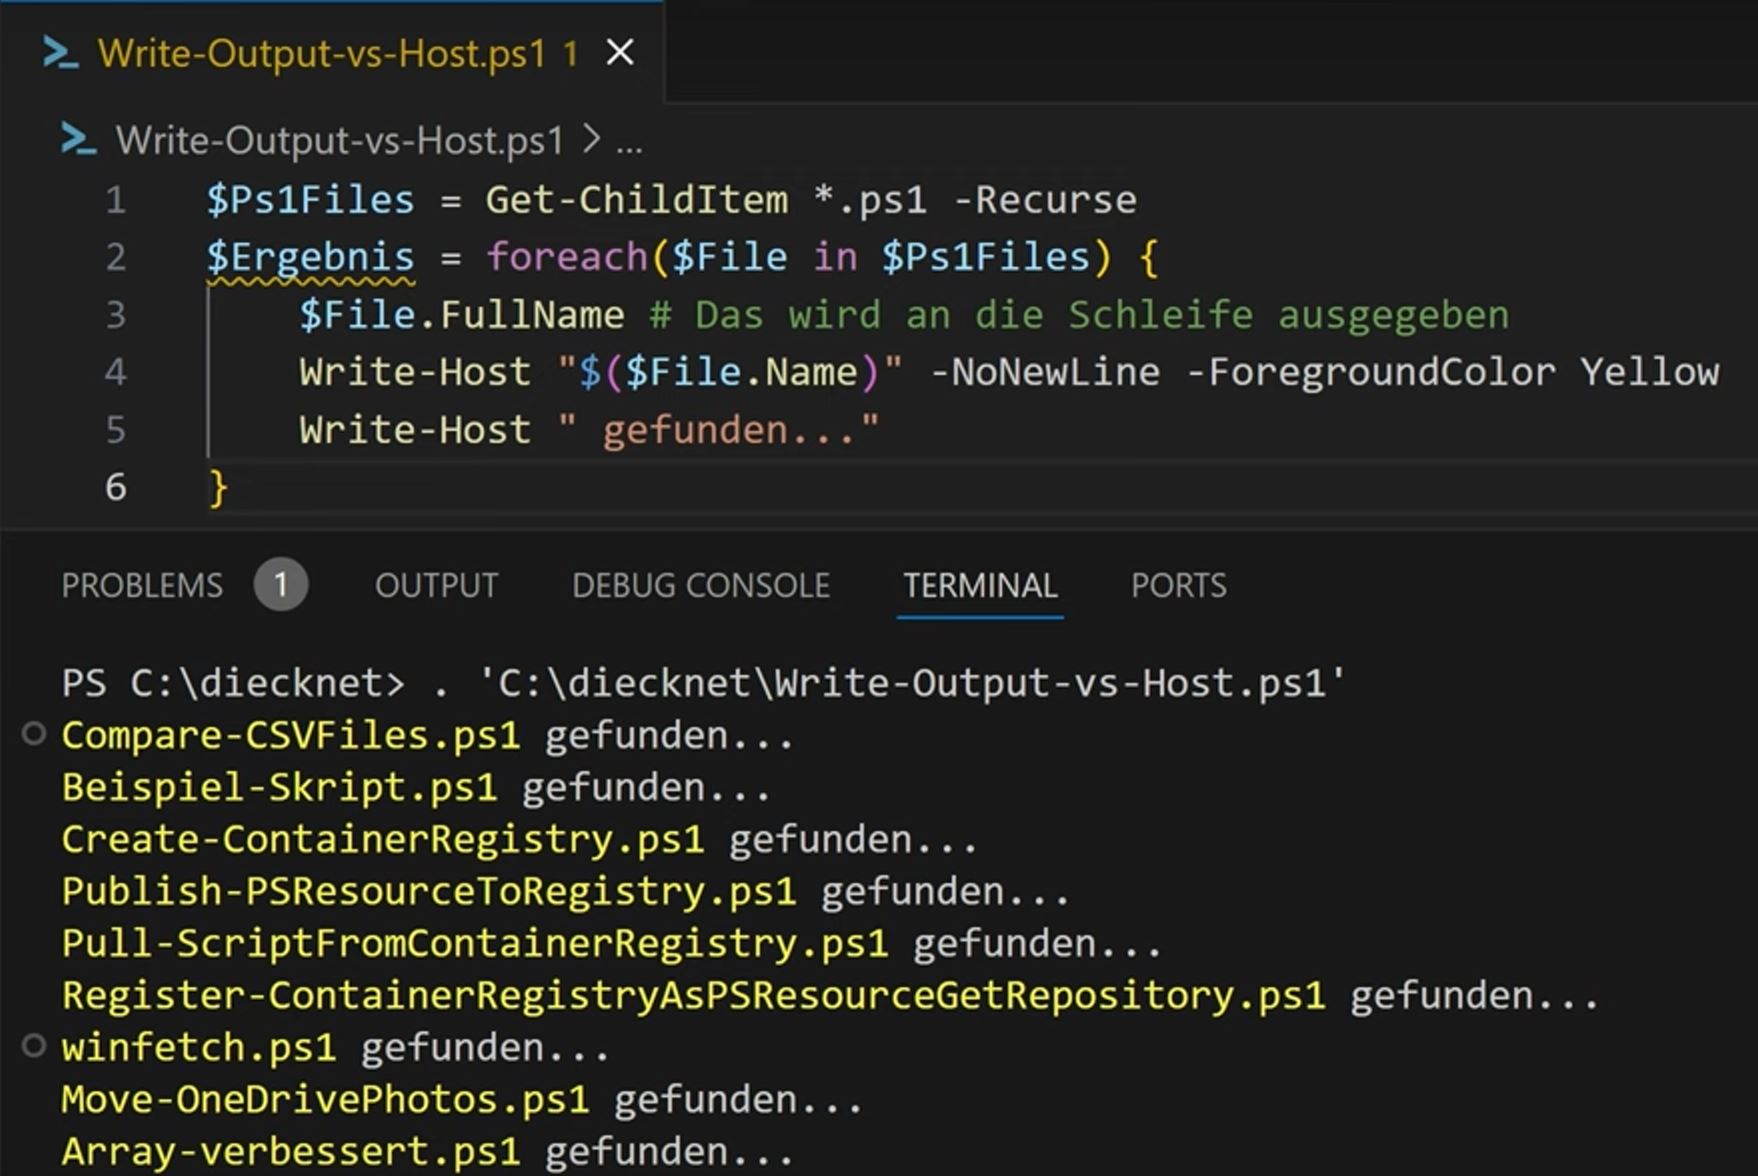 Write-Output-vs-Host.ps1 1
Write-Output-vs-Host.ps1 > ...
1 $Ps1Files = Get-ChildItem *.ps1 -Recurse
2 $Ergebnis = foreach($File in $Ps1Files) {
3 $File.FullName # Das wird an die Schleife ausgegeben
4 Write-Host "$($File.Name)" -NoNewLine -ForegroundColor Yellow
5 Write-Host " gefunden..."
6 }
PROBLEMS 1 OUTPUT DEBUG CONSOLE TERMINAL PORTS
PS C:\diecknet> . 'C:\diecknet\Write-Output-vs-Host.ps1'
Compare-CSVFiles.ps1 gefunden...
Beispiel-Skript.ps1 gefunden...
Create-ContainerRegistry.ps1 gefunden...
Publish-PSResourceToRegistry.ps1 gefunden...
Pull-ScriptFromContainerRegistry.ps1 gefunden...
Register-ContainerRegistryAsPSResourceGetRepository.ps1 gefunden...
winfetch.ps1 gefunden...
Move-OneDrivePhotos.ps1 gefunden...
Array-verbessert.ps1 gefunden...